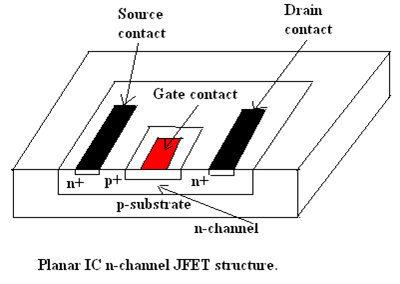 Source
contact
Drain
contact
Gate contact
n+
p+
n+
p-substrate
n-channel
Planar IC n-channel JFET structure.